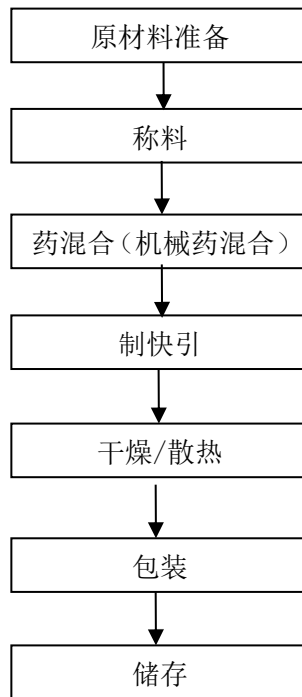 原材料准备
称料
药混合(机械药混合)
制快引
干燥/散热
包装
储存